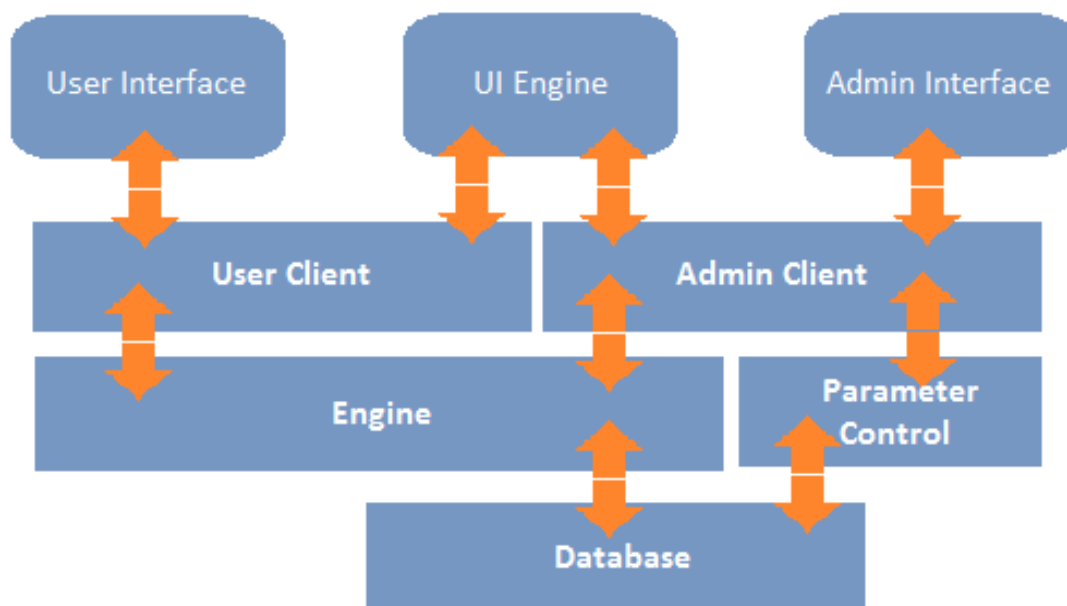 User Interface
UI Engine
Admin Interface
User Client
Admin Client
Engine
Parameter
Control
Database